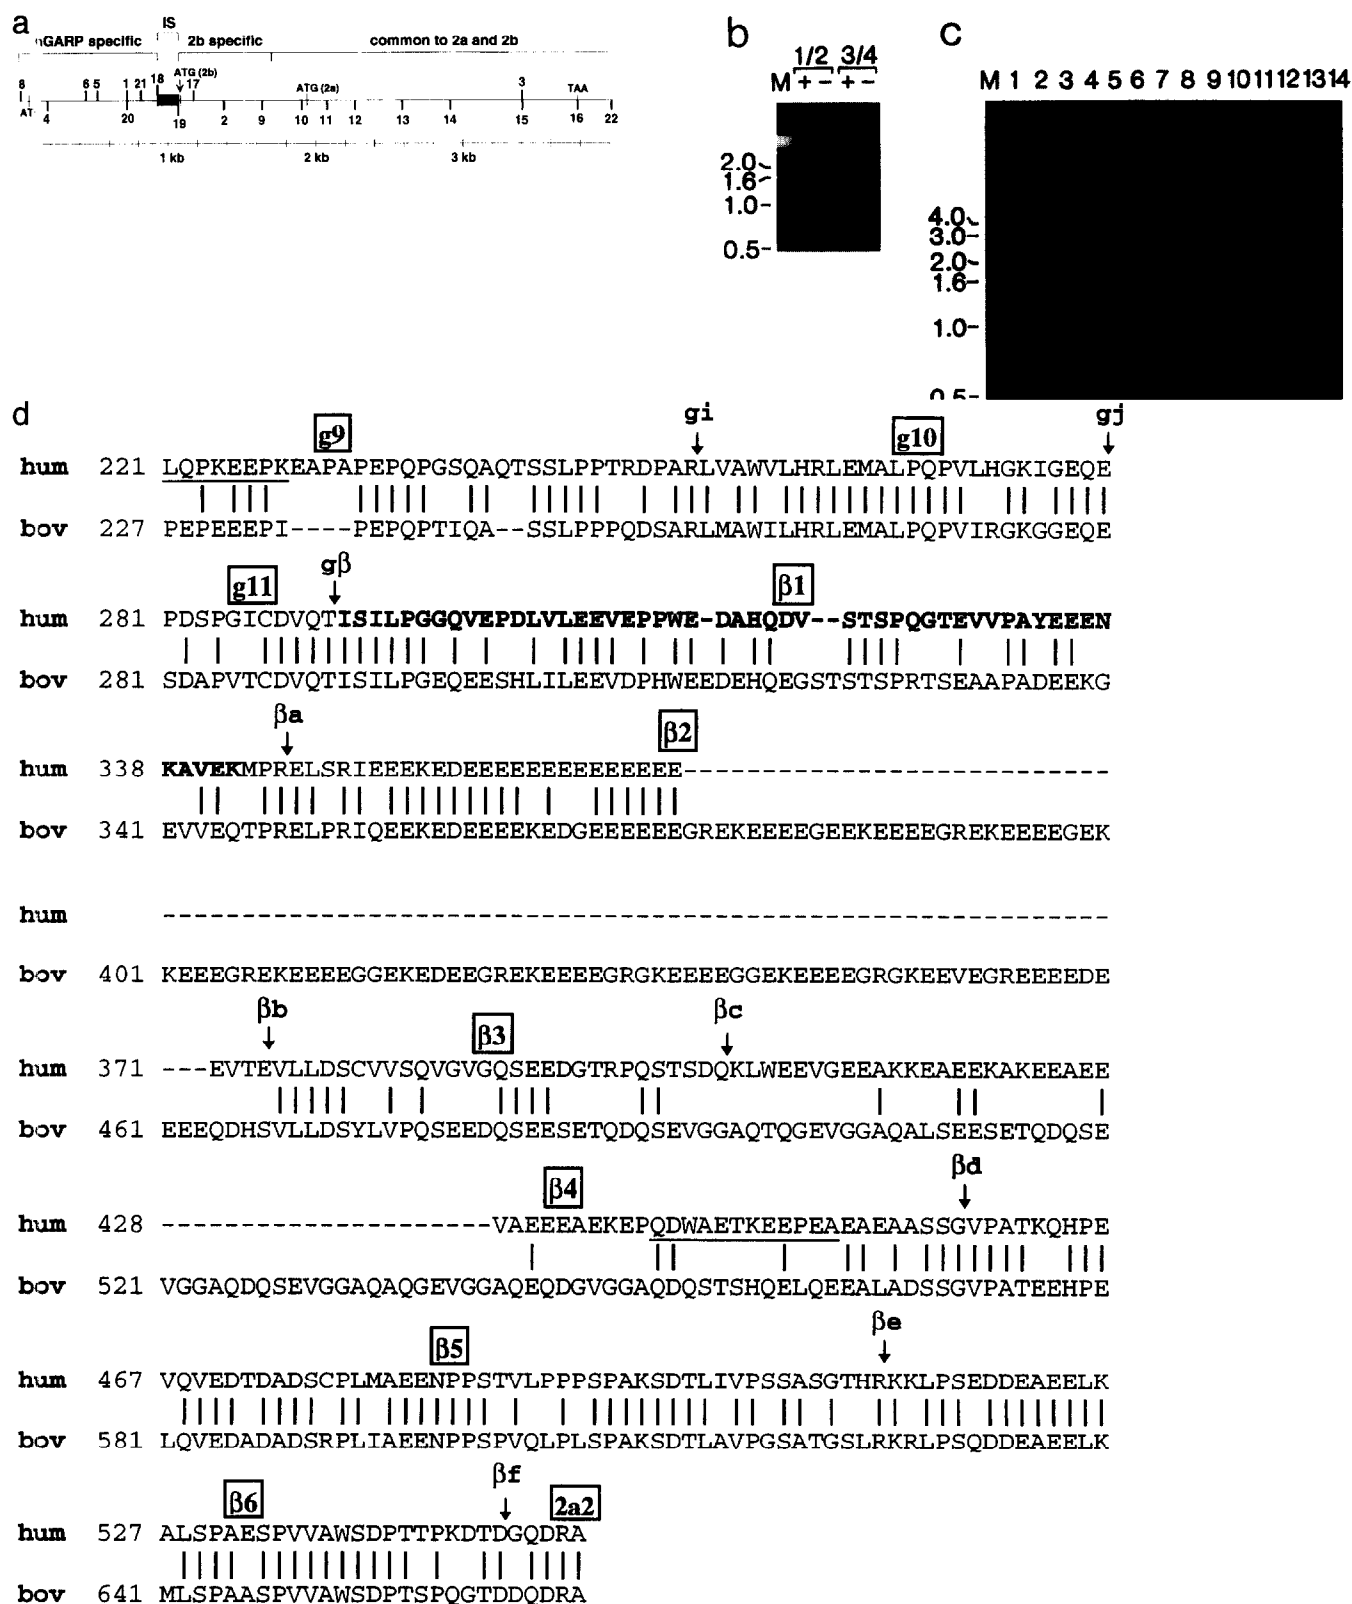 a
IS
hGARP specific 2b specific common to 2a and 2b
8 6 5 1 21 18 ATG (2b) 17 ATG (2a) 3 TAA
AT 4 20 19 2 9 10 11 12 13 14 15 16 22
1 kb 2 kb 3 kb
b
1/2 3/4
M + − + −
2.0
1.6
1.0
0.5
c
M 1 2 3 4 5 6 7 8 9 10 11 12 13 14
4.0
3.0
2.0
1.6
1.0
0.5
d
g9 gi g10 gj
hum 221 LQPKEEPKEAPAPEPQPGSQAQTSSLPPTRDPARLVAWVLHRLEMALPQPVLHGKIGEQE
bov 227 PEPEEEPI----PEPQPTIQA--SSLPPPQDSARLMAWILHRLEMALPQPVIRGKGGEQE
g11 gβ β1
hum 281 PDSPGICDVQTISILPGGQVEPDLVLEEVEPPWE-DAHQDV--STSPQGTEVVPAYEEEN
bov 281 SDAPVTCDVQTISILPGEQEESHLILEEVDPHWEEDEHQEGSTSTSPRTSEAAPADEEKG
βa β2
hum 338 KAVEKMPRELSRIEEEKEDEEEEEEEEEEEEEE---------------------------
bov 341 EVVEQTPRELPRIQEEKEDEEEEKEDGEEEEEEGREKEEEEGEEKEEEEGREKEEEEGEK
hum ------------------------------------------------------------
bov 401 KEEEGREKEEEEGGEKEDEEGREKEEEEGRGKEEEEGGEKEEEEGRGKEEVEGREEEEDE
βb β3 βc
hum 371 ---EVTEVLLDSCVVSQVGVGQSEEDGTRPQSTSDQKLWEEVGEEAKKEAEEKAKEEAEE
bov 461 EEEQDHSVLLDSYLVPQSEEDQSEESETQDQSEVGGAQTQGEVGGAQALSEESETQDQSE
β4 βd
hum 428 ---------------------VAEEEAEKEPQDWAETKEEPEAEAEAASSGVPATKQHPE
bov 521 VGGAQDQSEVGGAQAQGEVGGAQEQDGVGGAQDQSTSHQELQEEALADSSGVPATEEHPE
β5 βe
hum 467 VQVEDTDADSCPLMAEENPPSTVLPPPSPAKSDTLIVPSSASGTHRKKLPSEDDEAEELK
bov 581 LQVEDADADSRPLIAEENPPSPVQLPLSPAKSDTLAVPGSATGSLRKRLPSQDDEAEELK
β6 βf 2a2
hum 527 ALSPAESPVVAWSDPTTPKDTDGQDRA
bov 641 MLSPAASPVVAWSDPTSPQGTDDQDRA